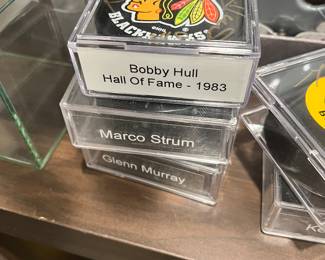 BLACKHAWKS
Bobby Hull
Hall Of Fame - 1983
Marco Strum
Glenn Murray